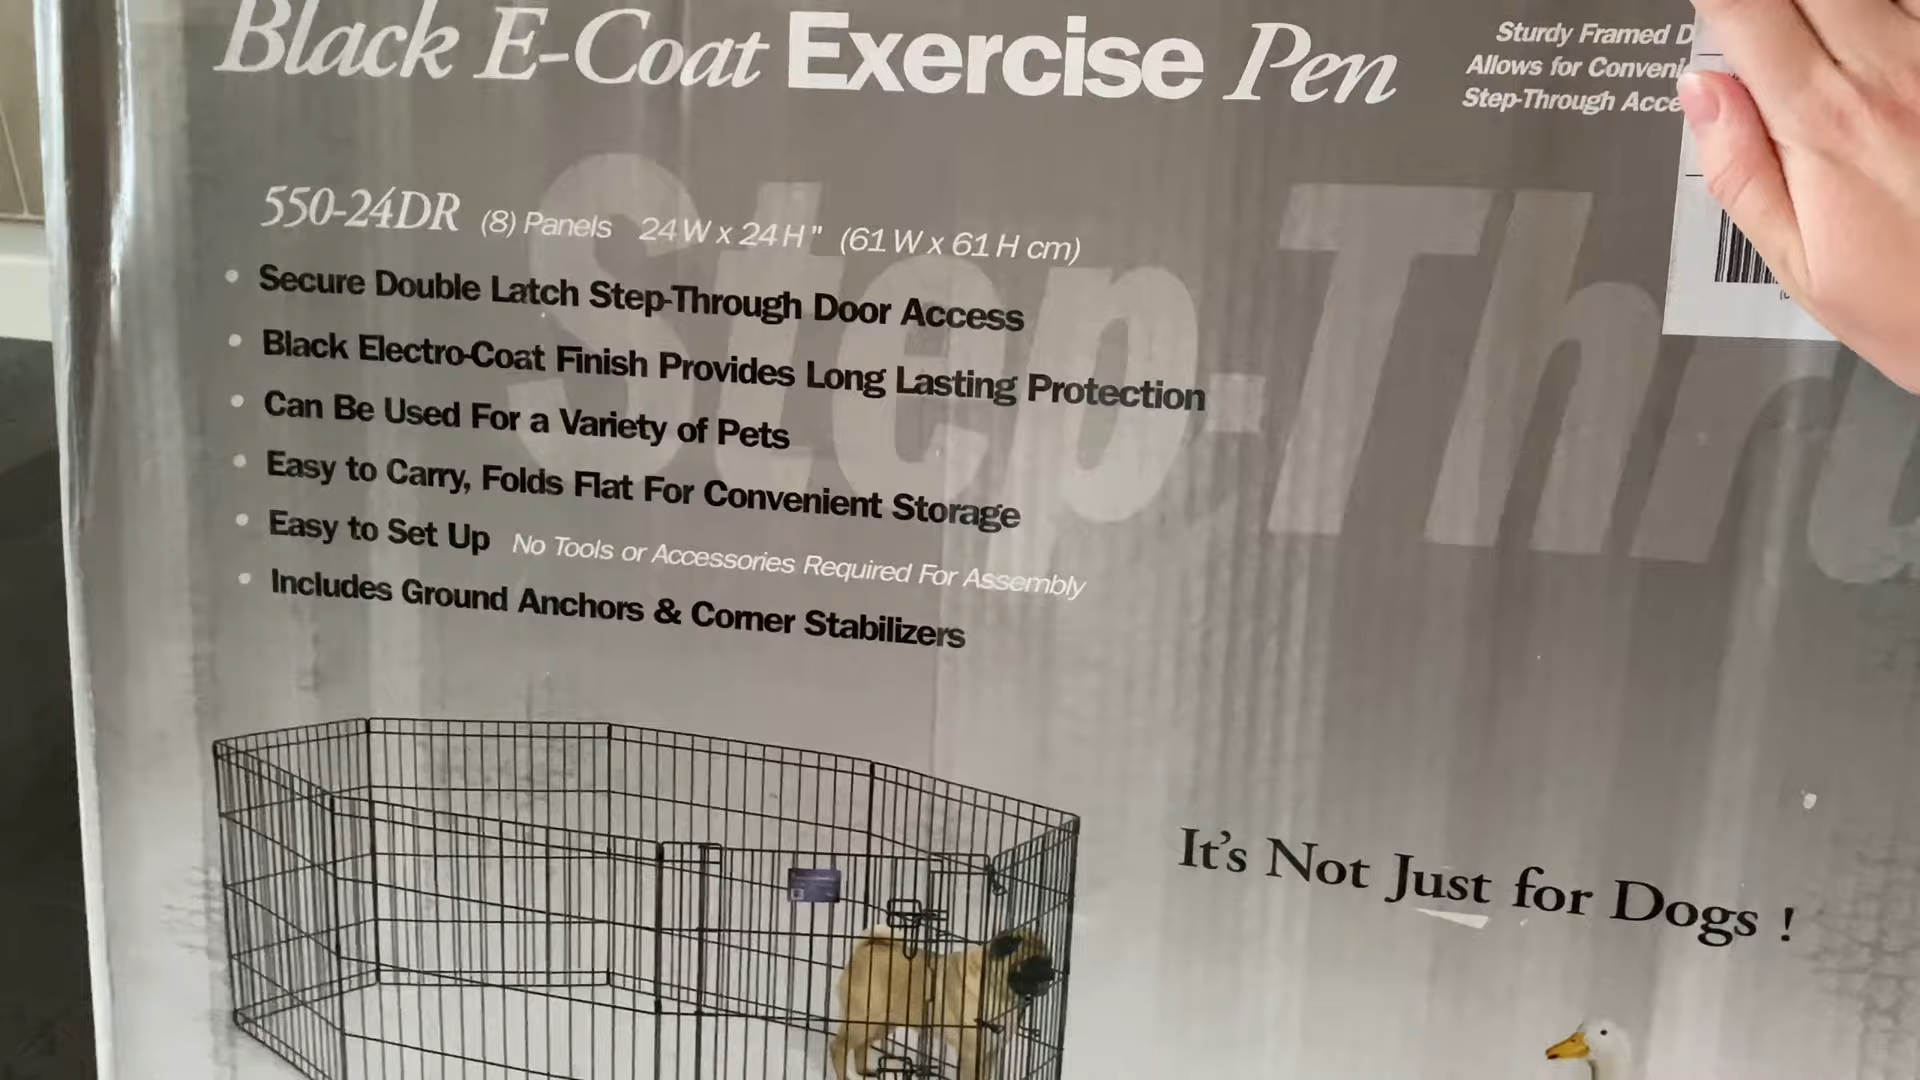 Black E-Coat Exercise Pen
Sturdy Framed
Allows for
Step-Through
550-24DR (8) Panels 24 W x 24 H" (61 W x 61 H cm)
Step-
• Secure Double Latch Step-Through Door Access
• Black Electro-Coat Finish Provides Long Lasting Protection
• Can Be Used For a Variety of Pets
• Easy to Carry, Folds Flat For Convenient Storage
• Easy to Set Up No Tools or Accessories Required For Assembly
• Includes Ground Anchors & Corner Stabilizers
It's Not Just for Dogs !